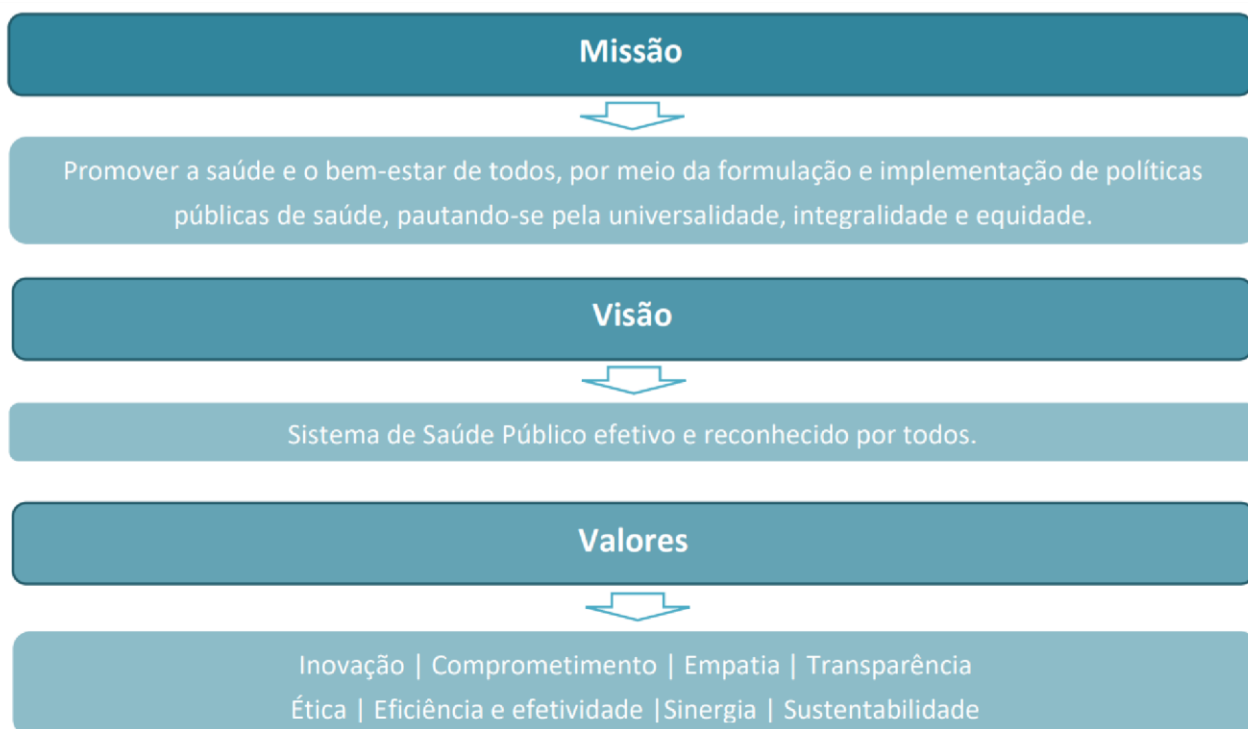 Missão
Promover a saúde e o bem-estar de todos, por meio da formulação e implementação de políticas
públicas de saúde, pautando-se pela universalidade, integralidade e equidade.
Visão
Sistema de Saúde Público efetivo e reconhecido por todos.
Valores
Inovação | Comprometimento | Empatia | Transparência
Ética | Eficiência e efetividade |Sinergia | Sustentabilidade